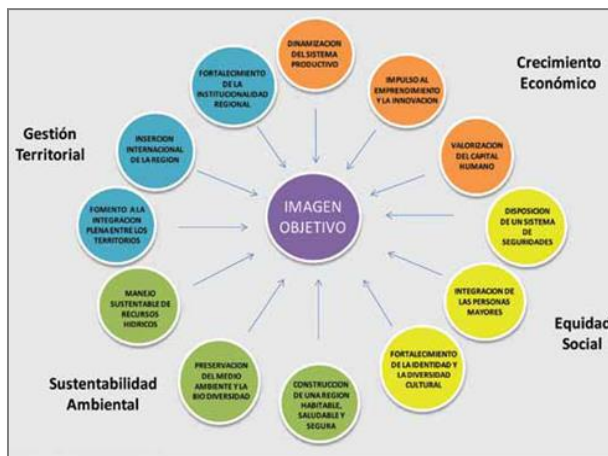 DINAMIZACION
DEL SISTEMA
PRODUCTIVO
IMPULSO AL
EMPRENDIMIENTO
Y LA INNOVACION
Crecimiento
Económico
VALORIZACION
DEL CAPITAL
HUMANO
DISPOSICION
DE UN SISTEMA
DE
SEGURIDADES
INTEGRACION DE
LAS PERSONAS
MAYORES
Equidad
Social
FORTALECIMIENTO
DE LA IDENTIDAD Y
LA DIVERSIDAD
CULTURAL
CONSTRUCCION
DE UNA REGION
HABITABLE,
SALUDABLE Y
SEGURA
PRESERVACION
DEL MEDIO
AMBIENTE Y LA
BIO DIVERSIDAD
Sustentabilidad
Ambiental
MANEJO
SUSTENTABLE DE
RECURSOS
HIDRICOS
FOMENTO A LA
INTEGRACION
PLENA ENTRE LOS
TERRITORIOS
Gestión
Territorial
INSERCION
INTERNACIONAL
DE LA REGION
FORTALECIMIENTO
DE LA
INSTITUCIONALIDAD
REGIONAL
IMAGEN
OBJETIVO